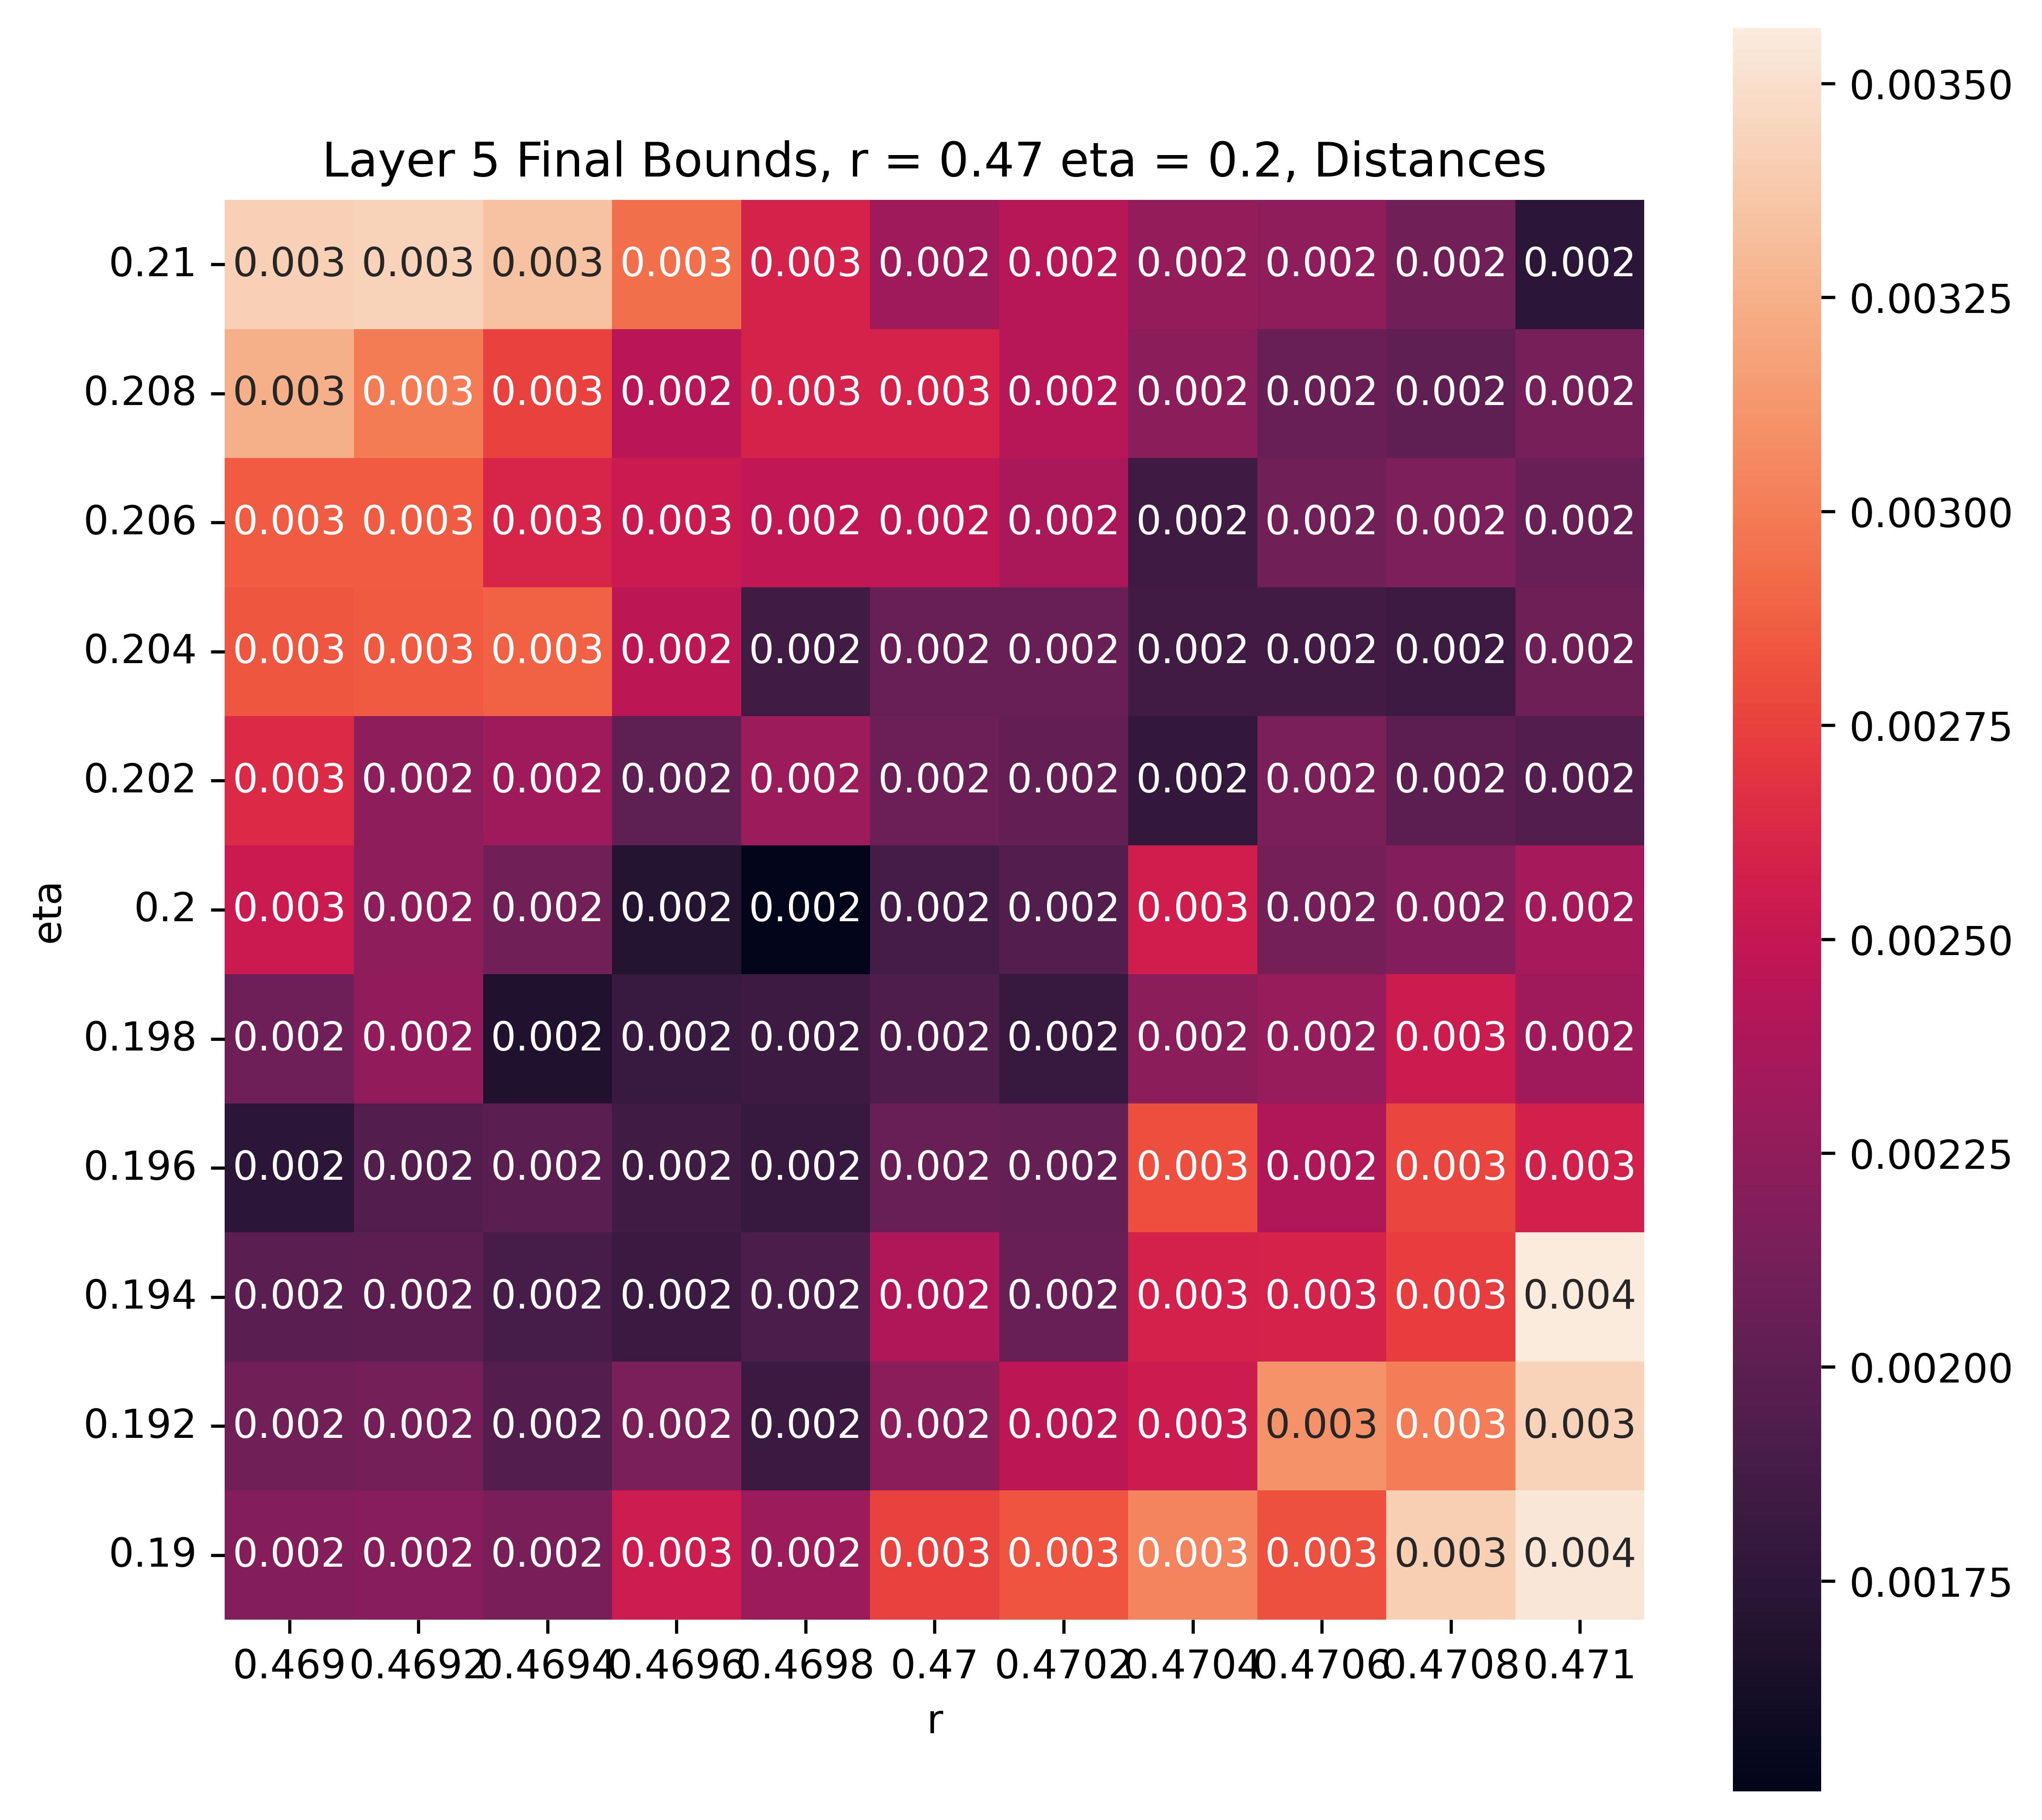 Layer 5 Final Bounds, r = 0.47 eta = 0.2, Distances
0.21 0.003 0.003 0.003 0.003 0.003 0.002 0.002 0.002 0.002 0.002 0.002
0.208 0.003 0.003 0.003 0.002 0.003 0.003 0.002 0.002 0.002 0.002 0.002
0.206 0.003 0.003 0.003 0.003 0.002 0.002 0.002 0.002 0.002 0.002 0.002
0.204 0.003 0.003 0.003 0.002 0.002 0.002 0.002 0.002 0.002 0.002 0.002
0.202 0.003 0.002 0.002 0.002 0.002 0.002 0.002 0.002 0.002 0.002 0.002
0.2 0.003 0.002 0.002 0.002 0.002 0.002 0.002 0.003 0.002 0.002 0.002
0.198 0.002 0.002 0.002 0.002 0.002 0.002 0.002 0.002 0.002 0.003 0.002
0.196 0.002 0.002 0.002 0.002 0.002 0.002 0.002 0.003 0.002 0.003 0.003
0.194 0.002 0.002 0.002 0.002 0.002 0.002 0.002 0.003 0.003 0.003 0.004
0.192 0.002 0.002 0.002 0.002 0.002 0.002 0.002 0.003 0.003 0.003 0.003
0.19 0.002 0.002 0.002 0.003 0.002 0.003 0.003 0.003 0.003 0.003 0.004
0.469 0.4692 0.4694 0.4696 0.4698 0.47 0.4702 0.4704 0.4706 0.4708 0.471
r
eta
0.00350
0.00325
0.00300
0.00275
0.00250
0.00225
0.00200
0.00175